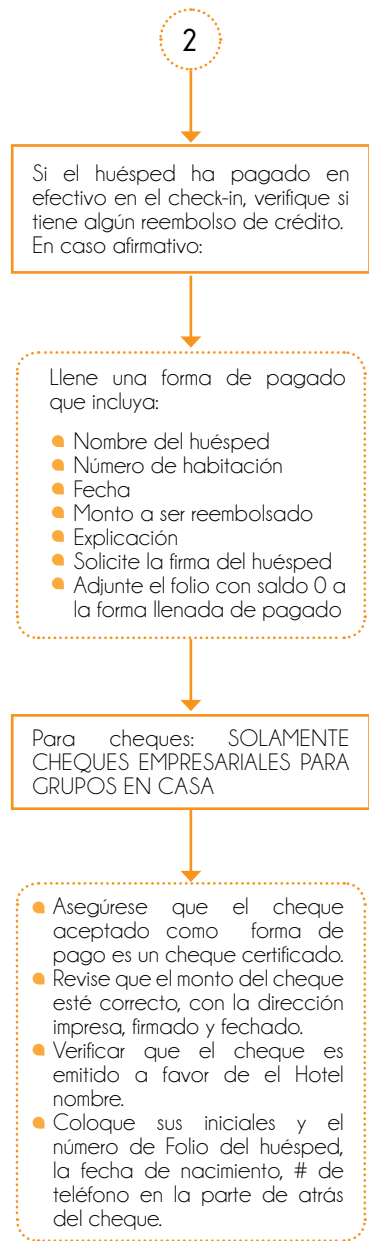 2
Si el huésped ha pagado en
efectivo en el check-in, verifique si
tiene algún reembolso de crédito.
En caso afirmativo:
Llene una forma de pagado
que incluya:
Nombre del huésped
Número de habitación
Fecha
Monto a ser reembolsado
Explicación
Solicite la firma del huésped
Adjunte el folio con saldo 0 a
la forma llenada de pagado
Para cheques: SOLAMENTE
CHEQUES EMPRESARIALES PARA
GRUPOS EN CASA
Asegúrese que el cheque
aceptado como forma de
pago es un cheque certificado.
Revise que el monto del cheque
esté correcto, con la dirección
impresa, firmado y fechado.
Verificar que el cheque es
emitido a favor de el Hotel
nombre.
Coloque sus iniciales y el
número de Folio del huésped,
la fecha de nacimiento, # de
teléfono en la parte de atrás
del cheque.